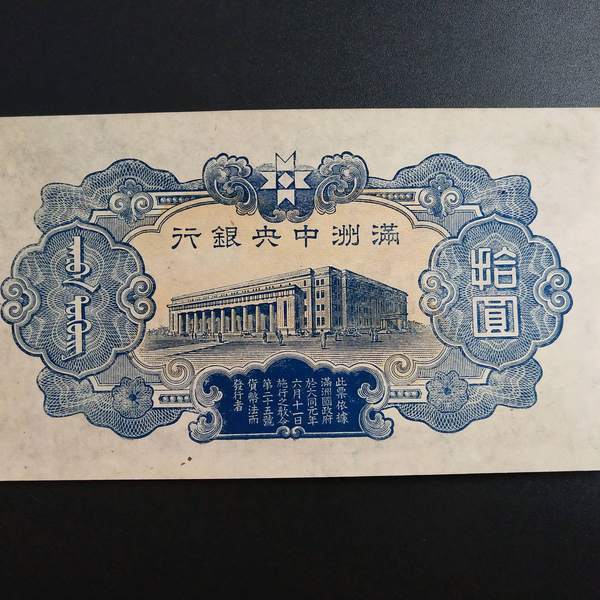 滿洲中央銀行
拾圓
此票依據
滿洲國政府
於大同元年
六月十一日
施行之敎令
第二十五號
貨幣法而
發行者